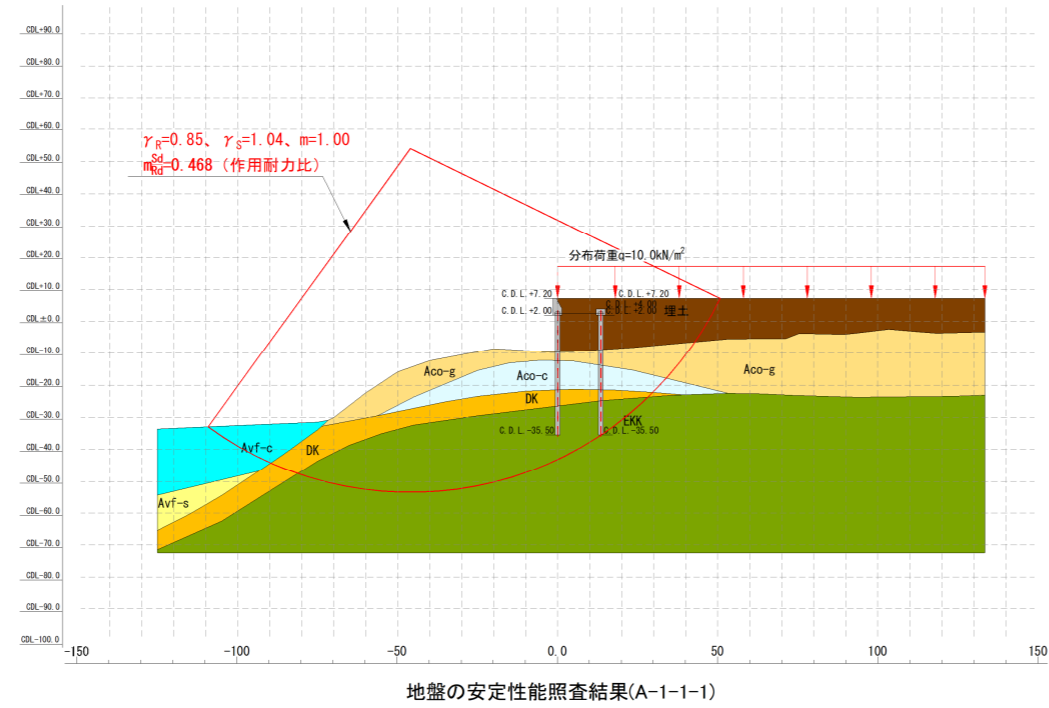 CDL+90.0
CDL+80.0
CDL+70.0
CDL+60.0
CDL+50.0
CDL+40.0
CDL+30.0
CDL+20.0
CDL+10.0
CDL±0.0
CDL-10.0
CDL-20.0
CDL-30.0
CDL-40.0
CDL-50.0
CDL-60.0
CDL-70.0
CDL-80.0
CDL-90.0
CDL-100.0
γR=0.85、γS=1.04、m=1.00
m Sd/Rd=0.468（作用耐力比）
分布荷重q=10.0kN/m²
C.D.L.+7.20
C.D.L.+7.20
C.D.L.+4.00
C.D.L.+2.00
C.D.L.+2.00
埋土
Aco-g
Aco-c
Aco-g
DK
EKK
C.D.L.-35.50
C.D.L.-35.50
Avf-c
DK
Avf-s
-150 -100 -50 0.0 50 100 150
地盤の安定性能照査結果(A-1-1-1)